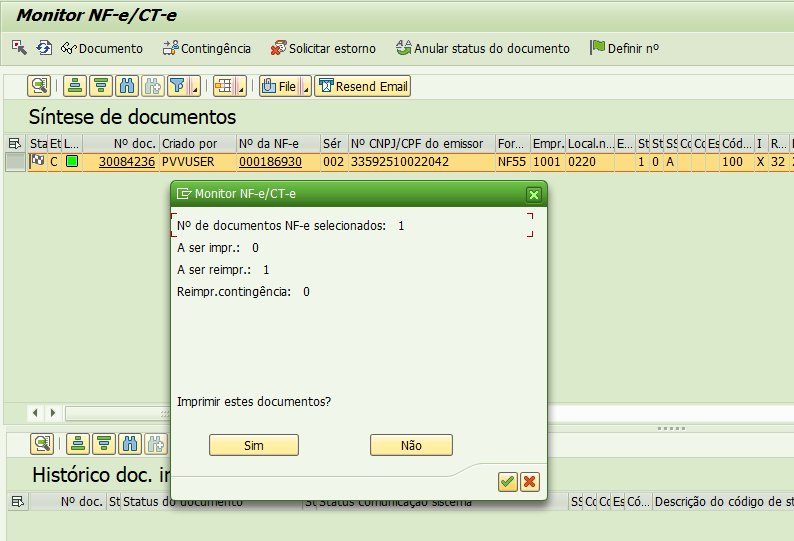 Monitor NF-e/CT-e
Documento Contingência Solicitar estorno Anular status do documento Definir nº
File Resend Email
Síntese de documentos
Sta Et L... Nº doc. Criado por Nº da NF-e Sér Nº CNPJ/CPF do emissor For... Empr. Local.n... E... St St SS Cc Cc Es Cód... I R...
C 30084236 PVVUSER 000186930 002 33592510022042 NF55 1001 0220 1 0 A 100 X 32
Monitor NF-e/CT-e
Nº de documentos NF-e selecionados: 1
A ser impr.: 0
A ser reimpr.: 1
Reimpr.contingência: 0
Imprimir estes documentos?
Sim Não
Histórico doc. in
Nº doc. St Status do documento St Status comunicação sistema SS Cc Cc Es Có... Descrição do código de st